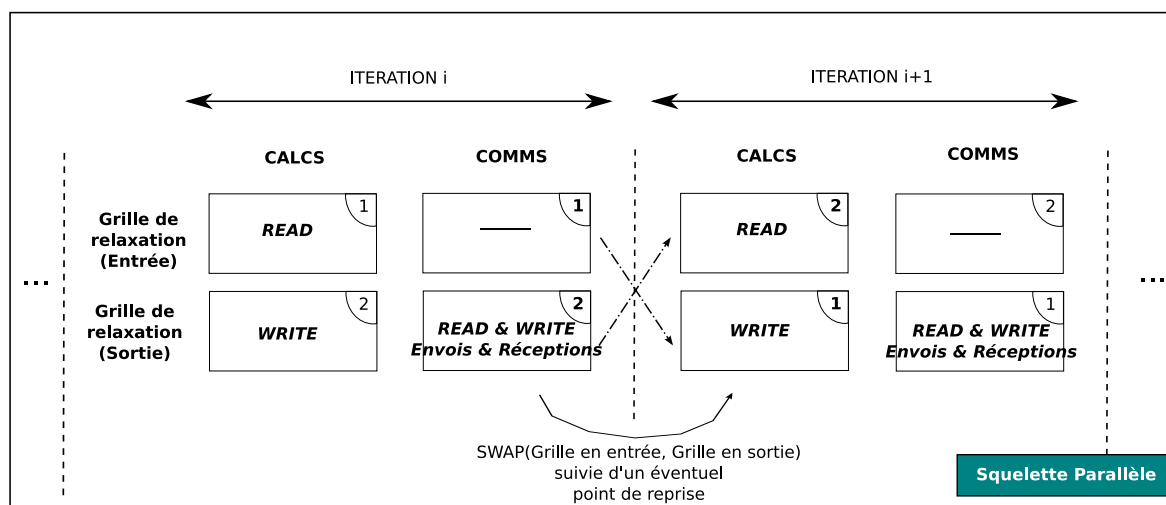 ITERATION i
ITERATION i+1
CALCS
COMMS
CALCS
COMMS
Grille de
relaxation
(Entrée)
READ
1
1
READ
2
2
...
...
Grille de
relaxation
(Sortie)
WRITE
2
READ & WRITE
Envois & Réceptions
2
WRITE
1
READ & WRITE
Envois & Réceptions
1
SWAP(Grille en entrée, Grille en sortie)
suivie d'un éventuel
point de reprise
Squelette Parallèle